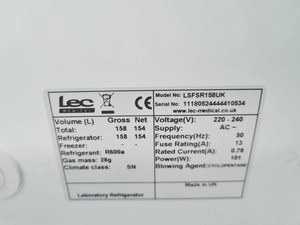 Lec
MEDICAL
Model No: LSFSR158UK
Serial No: 11180524444410534
www.lec-medical.co.uk
Volume (L) Gross Net
Total: 158 154
Refrigerator: 158 154
Freezer: - -
Refrigerant: R600a
Gas mass: 28g
Climate class: SN
Laboratory Refrigerator
Voltage(V): 220 - 240
Supply: AC ~
Frequency(Hz): 50
Fuse Rating(A): 13
Rated Current(A): 0.78
Power(W): 101
Blowing Agent: CYCLOPENTANE
Made in UK